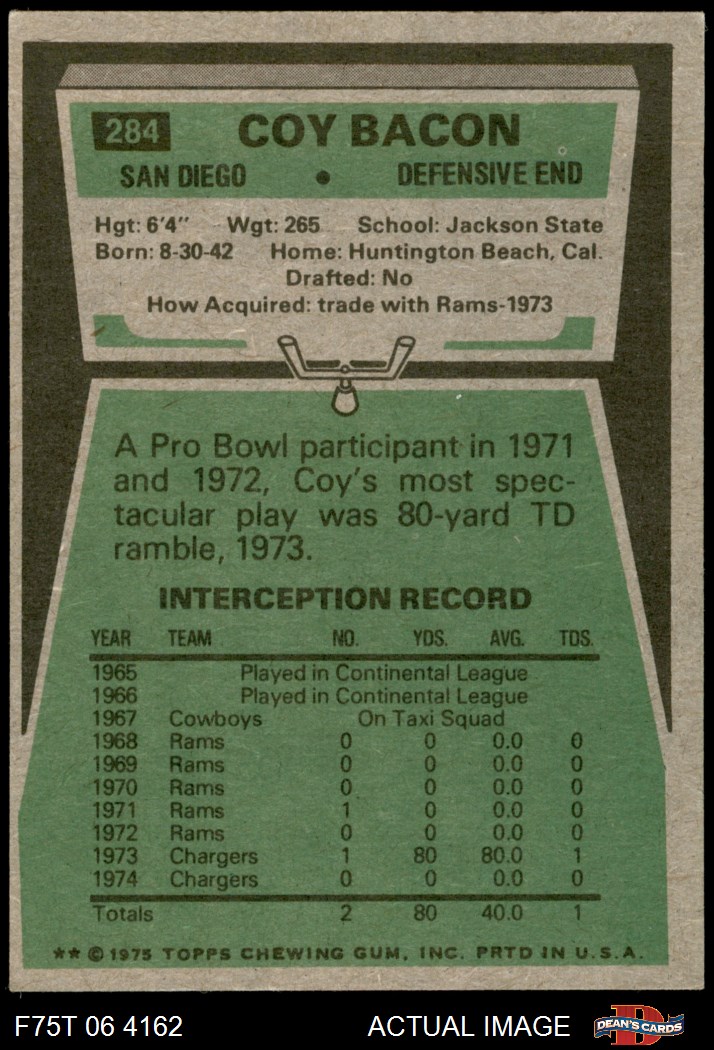 284 COY BACON
SAN DIEGO • DEFENSIVE END
Hgt: 6'4" Wgt: 265 School: Jackson State
Born: 8-30-42 Home: Huntington Beach, Cal.
Drafted: No
How Acquired: trade with Rams-1973
A Pro Bowl participant in 1971
and 1972, Coy's most spec-
tacular play was 80-yard TD
ramble, 1973.
INTERCEPTION RECORD
YEAR TEAM NO. YDS. AVG. TDS.
1965 Played in Continental League
1966 Played in Continental League
1967 Cowboys On Taxi Squad
1968 Rams 0 0 0.0 0
1969 Rams 0 0 0.0 0
1970 Rams 0 0 0.0 0
1971 Rams 1 0 0.0 0
1972 Rams 0 0 0.0 0
1973 Chargers 1 80 80.0 1
1974 Chargers 0 0 0.0 0
Totals 2 80 40.0 1
** © 1975 TOPPS CHEWING GUM, INC. PRTD IN U.S.A.
F75T 06 4162 ACTUAL IMAGE D DEAN'S CARDS